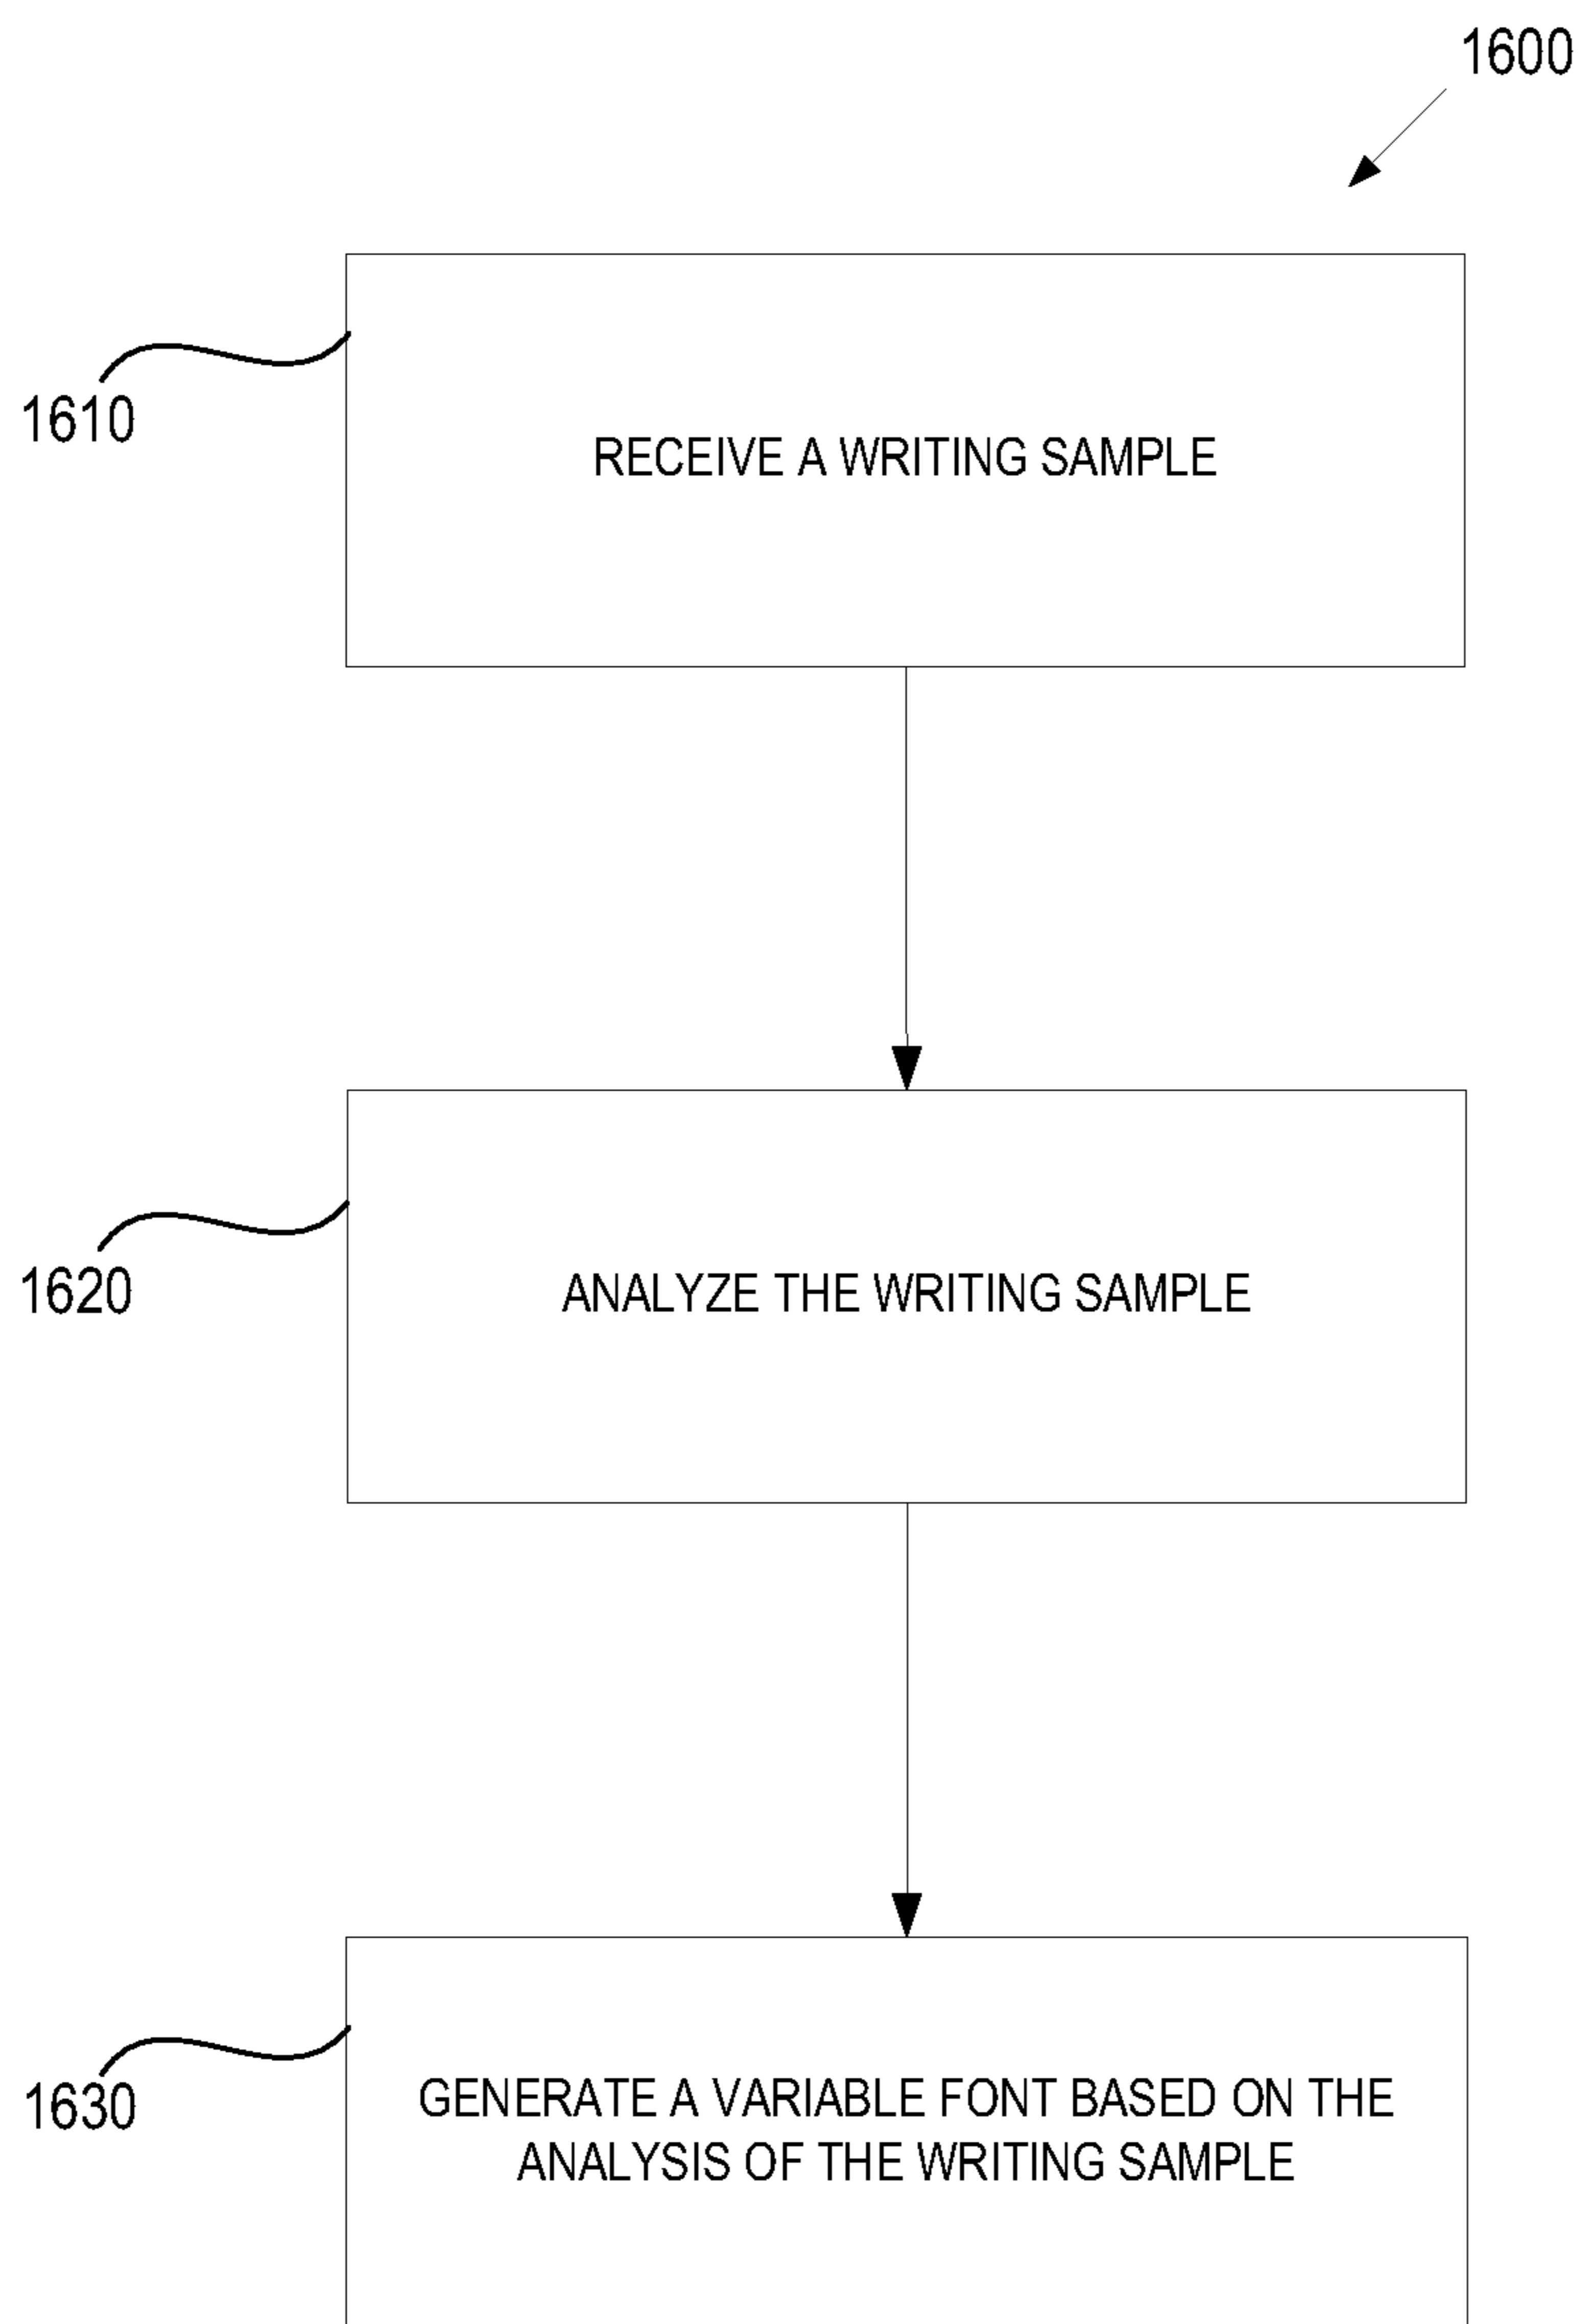 1600
1610
RECEIVE A WRITING SAMPLE
1620
ANALYZE THE WRITING SAMPLE
1630
GENERATE A VARIABLE FONT BASED ON THE
ANALYSIS OF THE WRITING SAMPLE